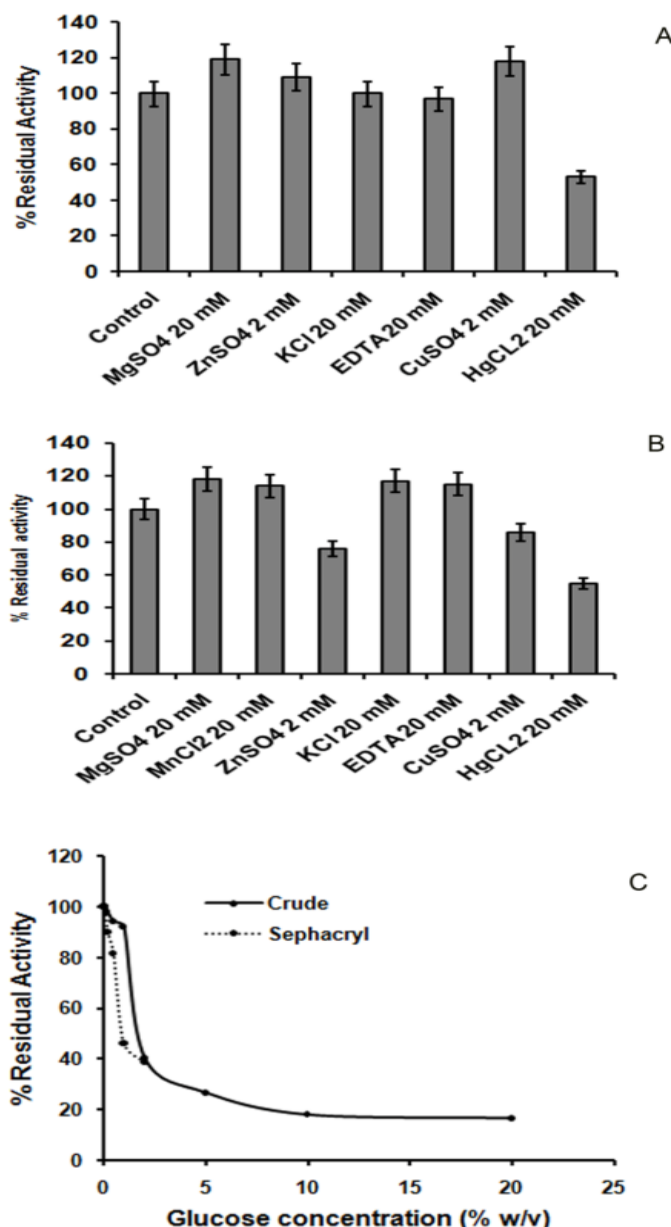 A
140
120
100
80
60
40
20
0
% Residual Activity
Control
MgSO4 20 mM
ZnSO4 2 mM
KCl 20 mM
EDTA 20 mM
CuSO4 2 mM
HgCL2 20 mM
B
140
120
100
80
60
40
20
0
% Residual activity
Control
MgSO4 20 mM
MnCl2 20 mM
ZnSO4 2 mM
KCl 20 mM
EDTA 20 mM
CuSO4 2 mM
HgCL2 20 mM
C
120
100
80
60
40
20
0
% Residual Activity
Crude
Sephacryl
0 5 10 15 20 25
Glucose concentration (% w/v)